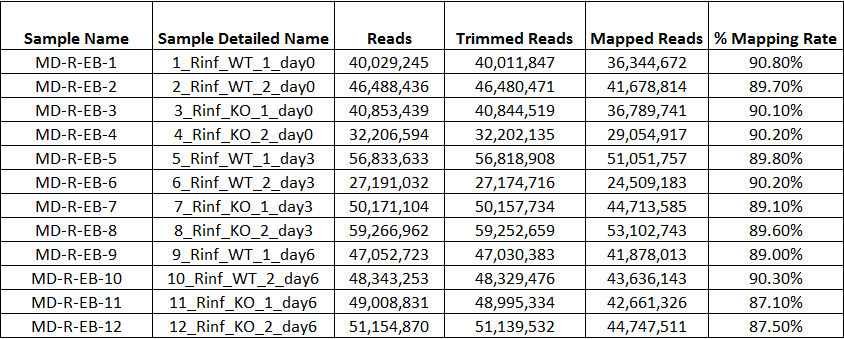 Sample Name Sample Detailed Name Reads Trimmed Reads Mapped Reads % Mapping Rate
MD-R-EB-1 1_Rinf_WT_1_day0 40,029,245 40,011,847 36,344,672 90.80%
MD-R-EB-2 2_Rinf_WT_2_day0 46,488,436 46,480,471 41,678,814 89.70%
MD-R-EB-3 3_Rinf_KO_1_day0 40,853,439 40,844,519 36,789,741 90.10%
MD-R-EB-4 4_Rinf_KO_2_day0 32,206,594 32,202,135 29,054,917 90.20%
MD-R-EB-5 5_Rinf_WT_1_day3 56,833,633 56,818,908 51,051,757 89.80%
MD-R-EB-6 6_Rinf_WT_2_day3 27,191,032 27,174,716 24,509,183 90.20%
MD-R-EB-7 7_Rinf_KO_1_day3 50,171,104 50,157,734 44,713,585 89.10%
MD-R-EB-8 8_Rinf_KO_2_day3 59,266,962 59,252,659 53,102,743 89.60%
MD-R-EB-9 9_Rinf_WT_1_day6 47,052,723 47,030,383 41,878,013 89.00%
MD-R-EB-10 10_Rinf_WT_2_day6 48,343,253 48,329,476 43,636,143 90.30%
MD-R-EB-11 11_Rinf_KO_1_day6 49,008,831 48,995,334 42,661,326 87.10%
MD-R-EB-12 12_Rinf_KO_2_day6 51,154,870 51,139,532 44,747,511 87.50%